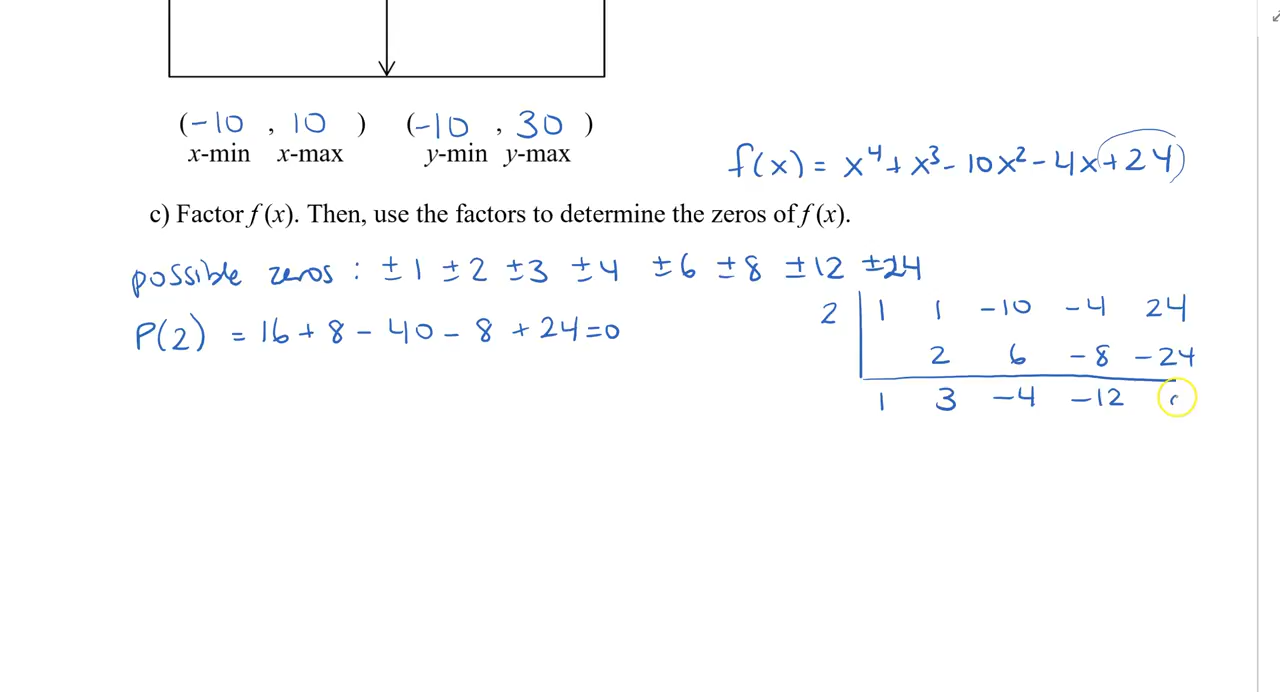 (-10 , 10 ) (-10 , 30 )
x-min x-max y-min y-max
f(x) = x⁴ + x³ - 10x² - 4x + 24
c) Factor f (x). Then, use the factors to determine the zeros of f (x).
possible zeros : ± 1 ± 2 ± 3 ± 4 ± 6 ± 8 ± 12 ± 24
P(2) = 16 + 8 - 40 - 8 + 24 = 0
2 | 1 1 -10 -4 24
2 6 -8 -24
1 3 -4 -12